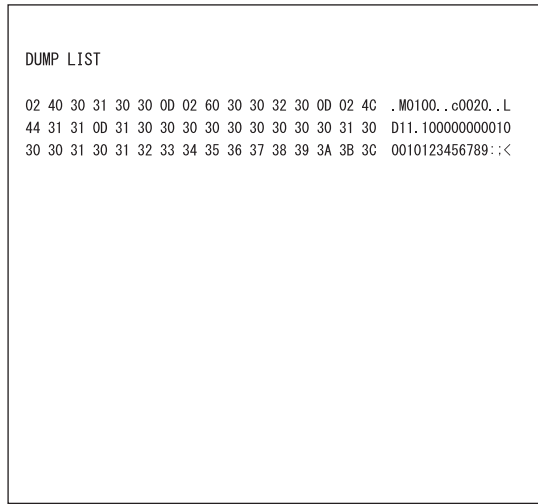 DUMP LIST
02 40 30 31 30 30 0D 02 60 30 30 32 30 0D 02 4C .M0100..c0020..L
44 31 31 0D 31 30 30 30 30 30 30 30 30 30 31 30 D11.100000000010
30 30 31 30 31 32 33 34 35 36 37 38 39 3A 3B 3C 0010123456789:;<